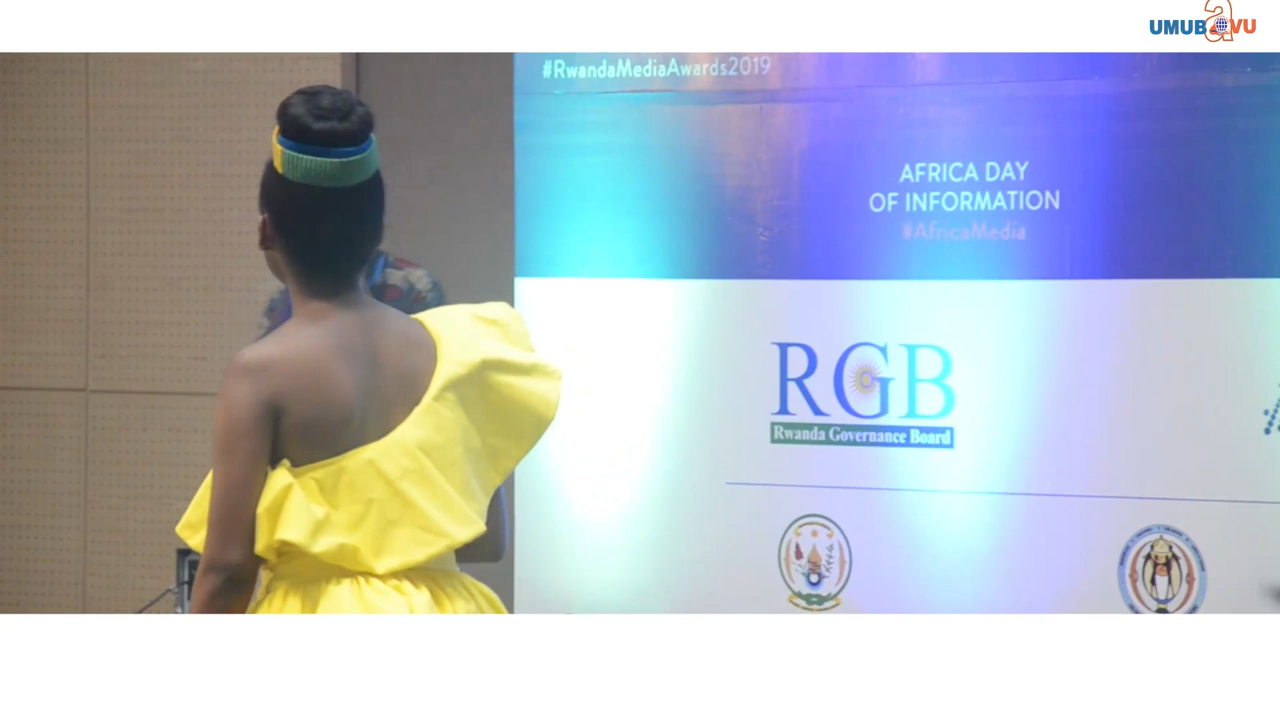 UMUBaVU
#RwandaMediaAwards2019
AFRICA DAY
OF INFORMATION
#AfricaMedia
RGB
Rwanda Governance Board